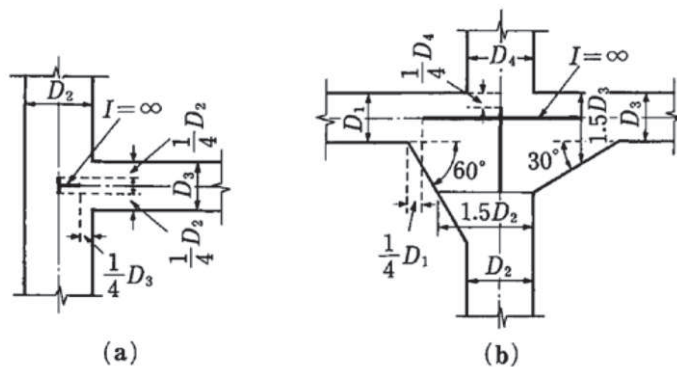 D₂
I=∞
1/4 D₂
D₃
1/4 D₂
1/4 D₃
(a)
1/4 D₄
D₄
I=∞
D₁
1.5D₃
D₃
60°
30°
1.5D₂
1/4 D₁
D₂
(b)